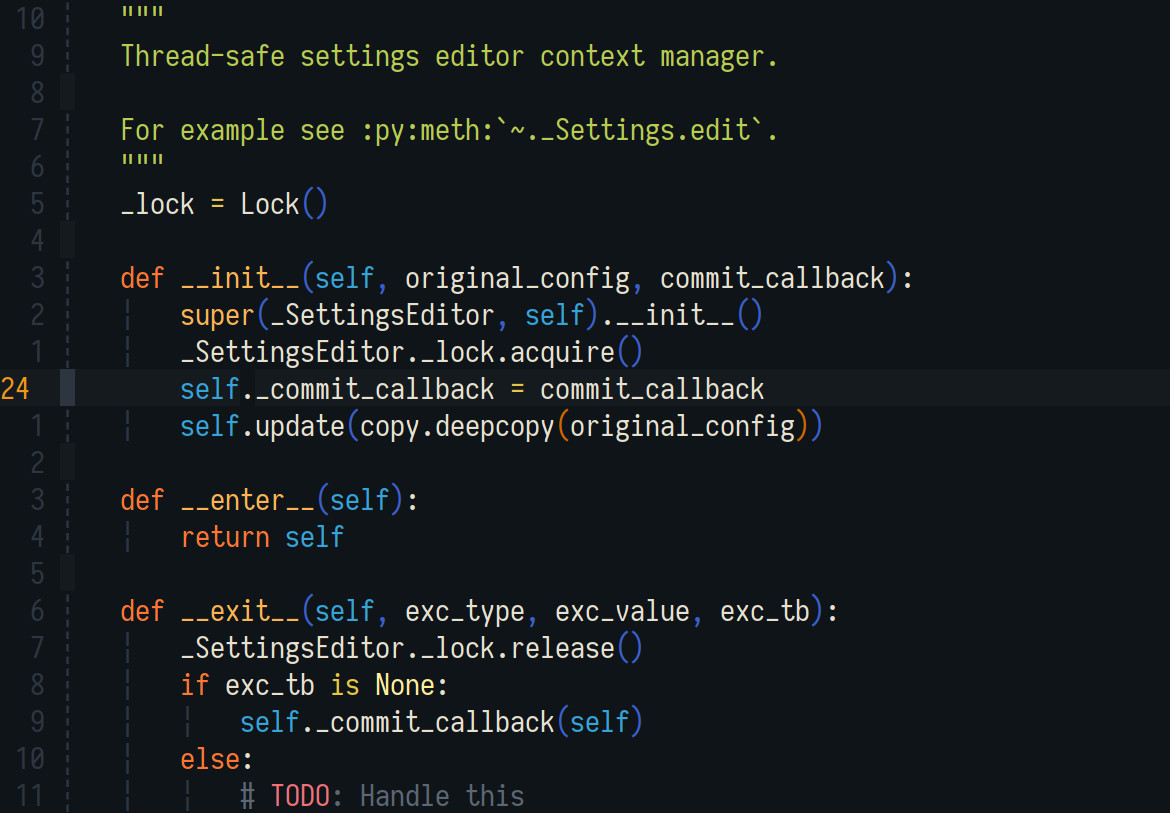 10 """
9 Thread-safe settings editor context manager.
8
7 For example see :py:meth:`~._Settings.edit`.
6 """
5 _lock = Lock()
4
3 def __init__(self, original_config, commit_callback):
2 super(_SettingsEditor, self).__init__()
1 _SettingsEditor._lock.acquire()
24 self._commit_callback = commit_callback
1 self.update(copy.deepcopy(original_config))
2
3 def __enter__(self):
4 return self
5
6 def __exit__(self, exc_type, exc_value, exc_tb):
7 _SettingsEditor._lock.release()
8 if exc_tb is None:
9 self._commit_callback(self)
10 else:
11 # TODO: Handle this